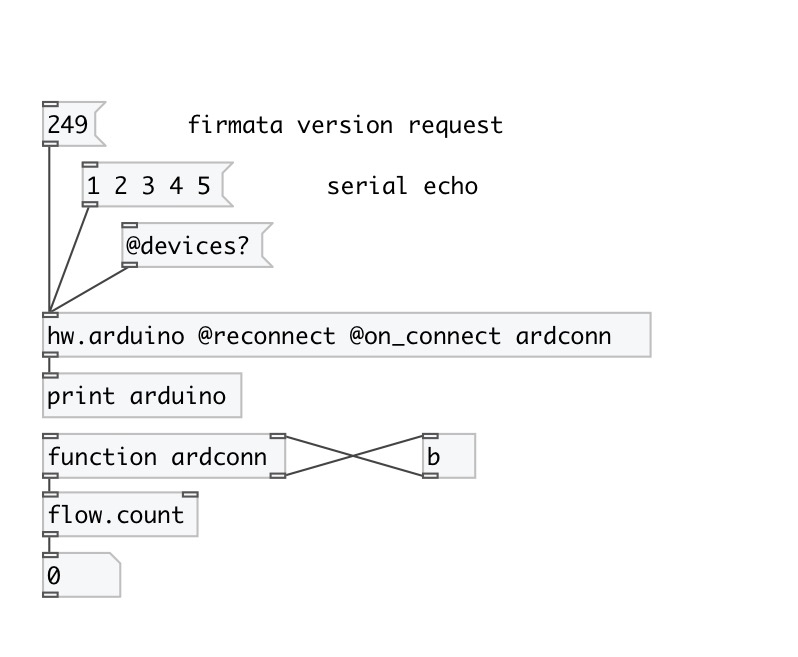 249
firmata version request
1 2 3 4 5
serial echo
@devices?
hw.arduino @reconnect @on_connect ardconn
print arduino
function ardconn
b
flow.count
0